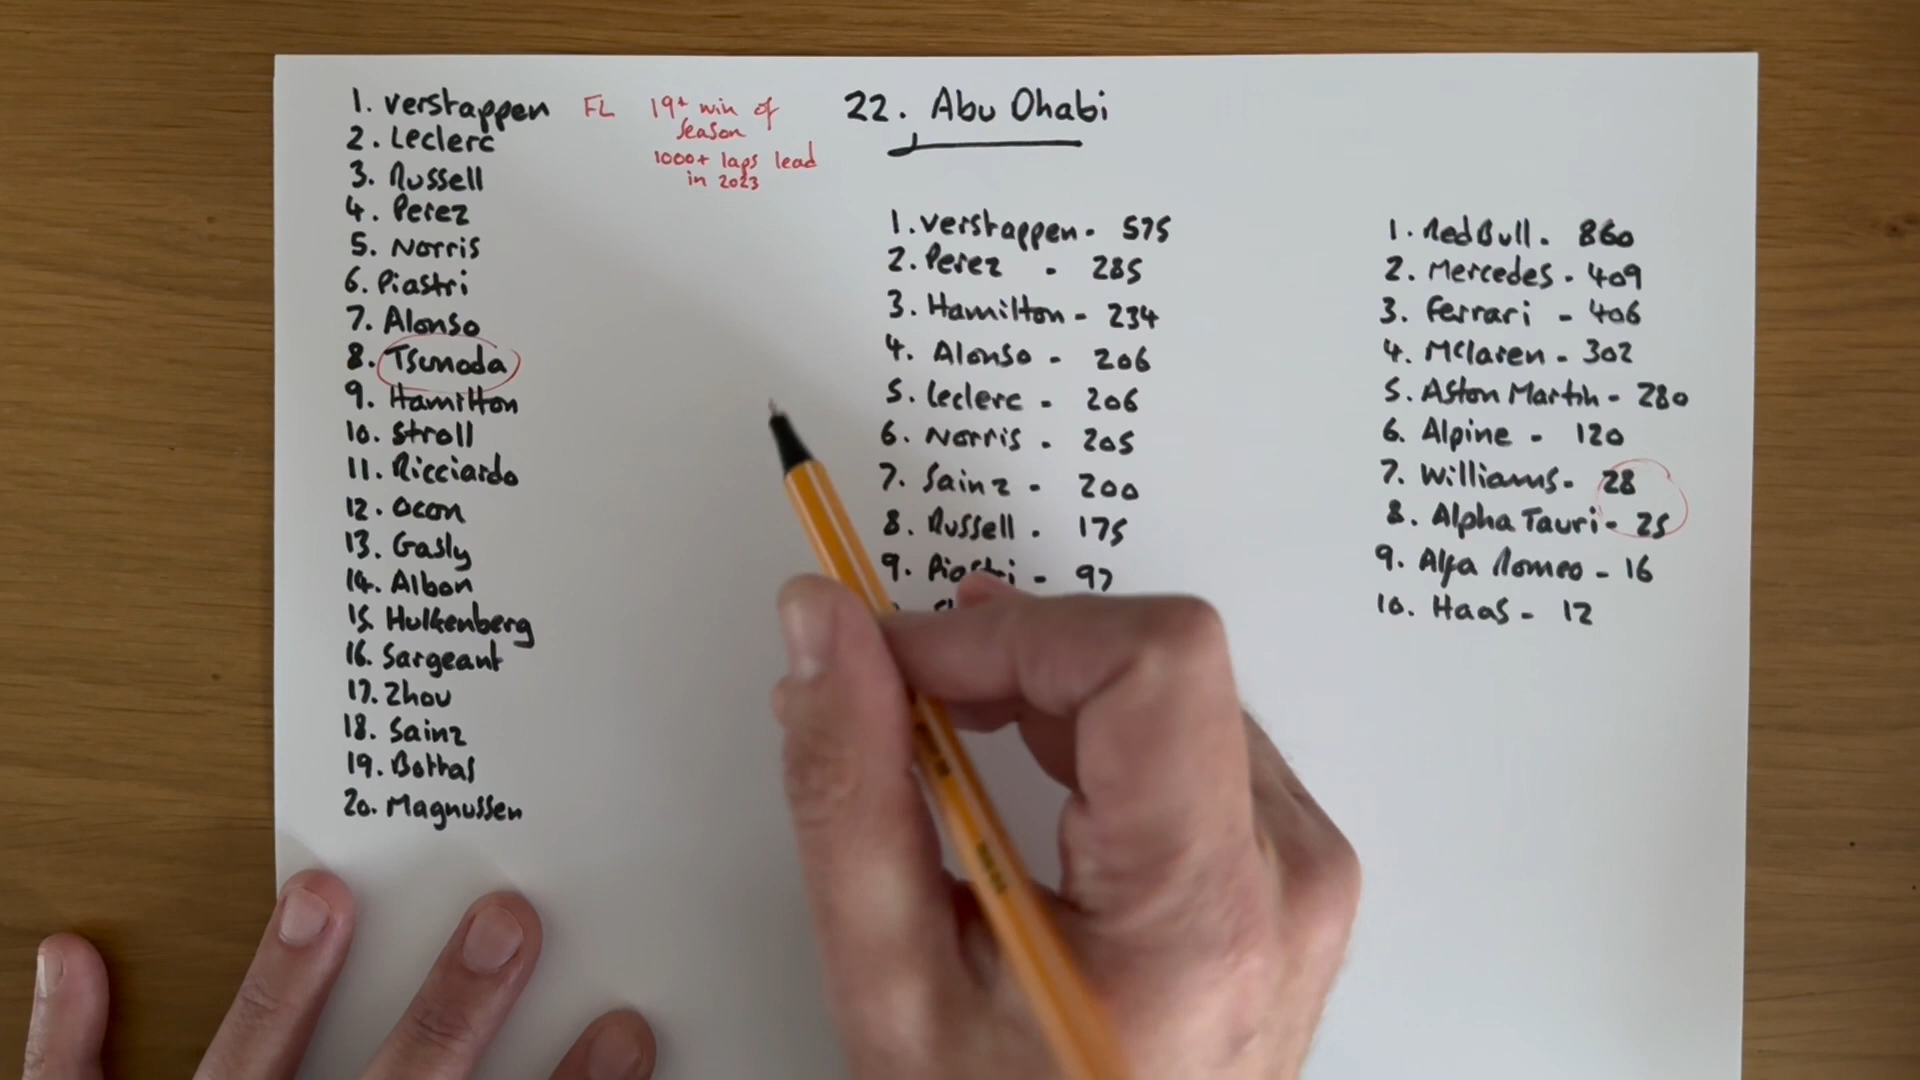 1. Verstappen FL
19th win of
season
1000+ laps lead
in 2023
2. Leclerc
3. Russell
4. Perez
5. Norris
6. Piastri
7. Alonso
8. Tsunoda
9. Hamilton
10. Stroll
11. Ricciardo
12. Ocon
13. Gasly
14. Albon
15. Hulkenberg
16. Sargeant
17. Zhou
18. Sainz
19. Bottas
20. Magnussen
22. Abu Dhabi
1. Verstappen - 575
2. Perez - 285
3. Hamilton - 234
4. Alonso - 206
5. Leclerc - 206
6. Norris - 205
7. Sainz - 200
8. Russell - 175
9. Piastri - 97
1. Red Bull - 860
2. Mercedes - 409
3. Ferrari - 406
4. Mclaren - 302
5. Aston Martin - 280
6. Alpine - 120
7. Williams - 28
8. Alpha Tauri - 25
9. Alfa Romeo - 16
10. Haas - 12